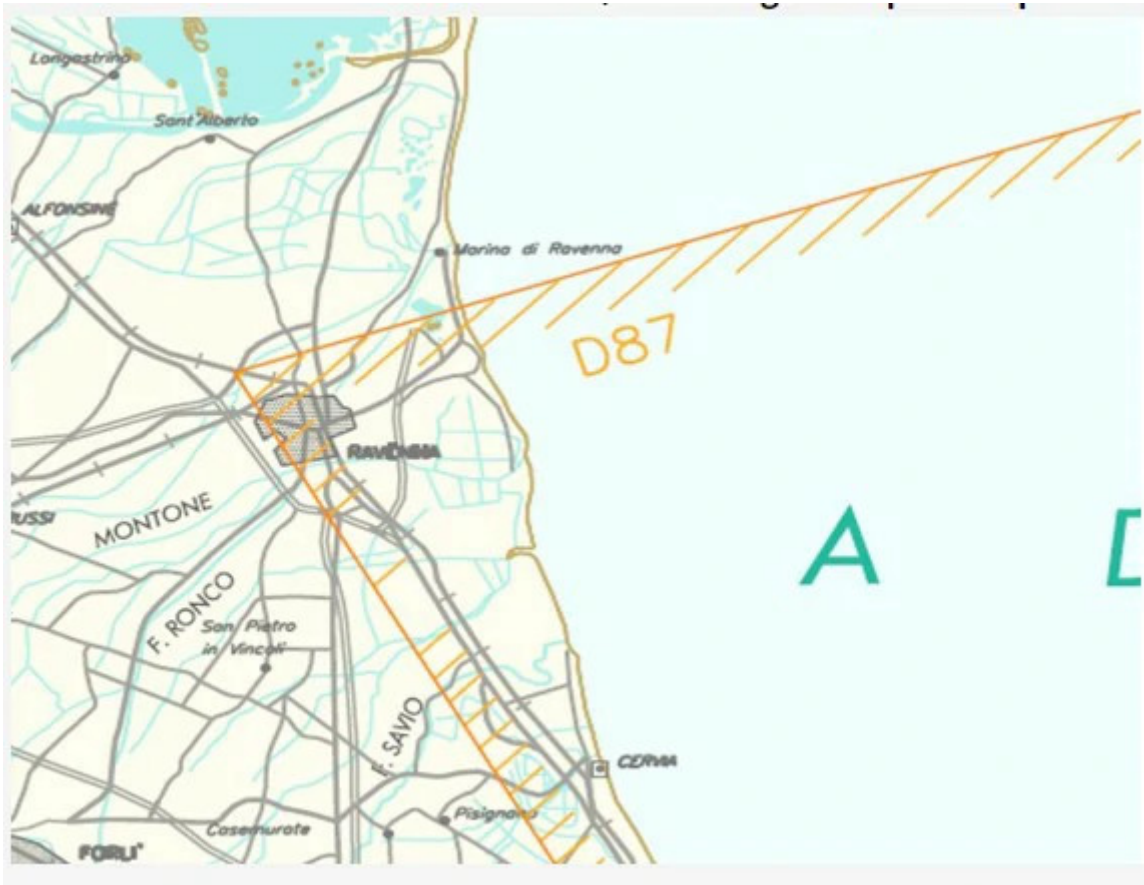 Longastrino
Sant'Alberto
ALFONSINE
Marina di Ravenna
D87
RAVENNA
MONTONE
USSI
A
D
F. RONCO
San Pietro
in Vincoli
F. SAVIO
CERVIA
Pisignano
Casemurate
FORLI'